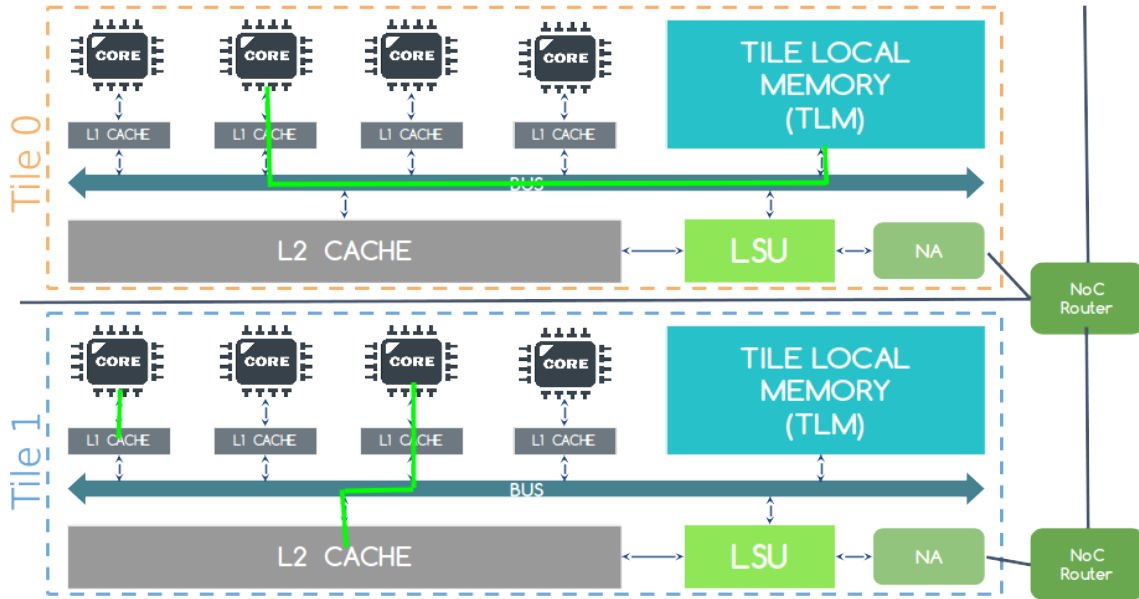 Tile 0
CORE
CORE
CORE
CORE
TILE LOCAL
MEMORY
(TLM)
L1 CACHE
L1 CACHE
L1 CACHE
L1 CACHE
BUS
L2 CACHE
LSU
NA
NoC
Router
Tile 1
CORE
CORE
CORE
CORE
TILE LOCAL
MEMORY
(TLM)
L1 CACHE
L1 CACHE
L1 CACHE
L1 CACHE
BUS
L2 CACHE
LSU
NA
NoC
Router